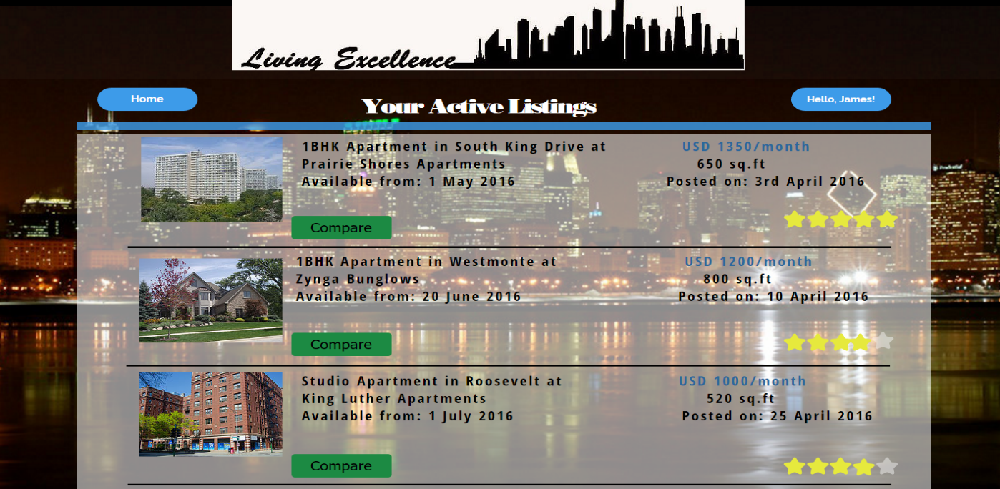 Living Excellence
Home
Your Active Listings
Hello, James!
1BHK Apartment in South King Drive at
Prairie Shores Apartments
Available from: 1 May 2016
USD 1350/month
650 sq.ft
Posted on: 3rd April 2016
Compare
1BHK Apartment in Westmonte at
Zynga Bunglows
Available from: 20 June 2016
USD 1200/month
800 sq.ft
Posted on: 10 April 2016
Compare
Studio Apartment in Roosevelt at
King Luther Apartments
Available from: 1 July 2016
USD 1000/month
520 sq.ft
Posted on: 25 April 2016
Compare